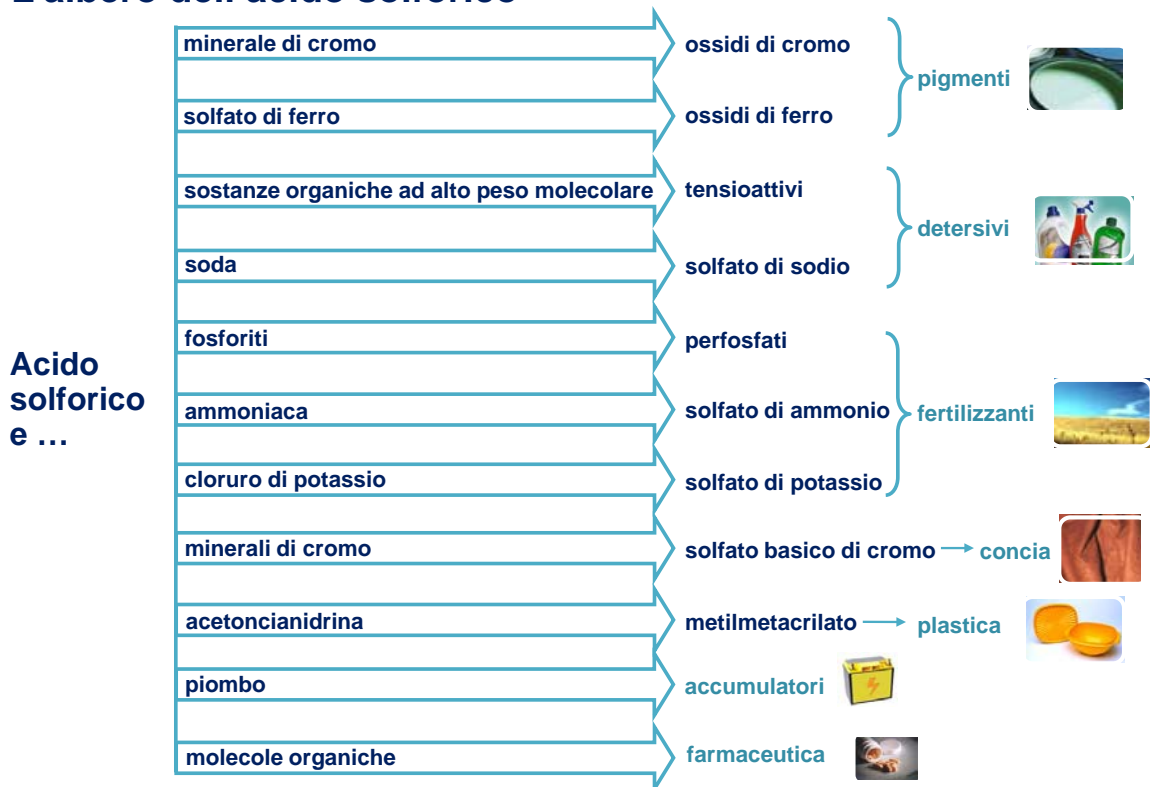 L'albero dell'acido solforico
minerale di cromo
ossidi di cromo
pigmenti
solfato di ferro
ossidi di ferro
sostanze organiche ad alto peso molecolare
tensioattivi
detersivi
soda
solfato di sodio
Acido
solforico
e …
fosforiti
perfosfati
ammoniaca
solfato di ammonio
fertilizzanti
cloruro di potassio
solfato di potassio
minerali di cromo
solfato basico di cromo
concia
acetoncianidrina
metilmetacrilato
plastica
piombo
accumulatori
molecole organiche
farmaceutica